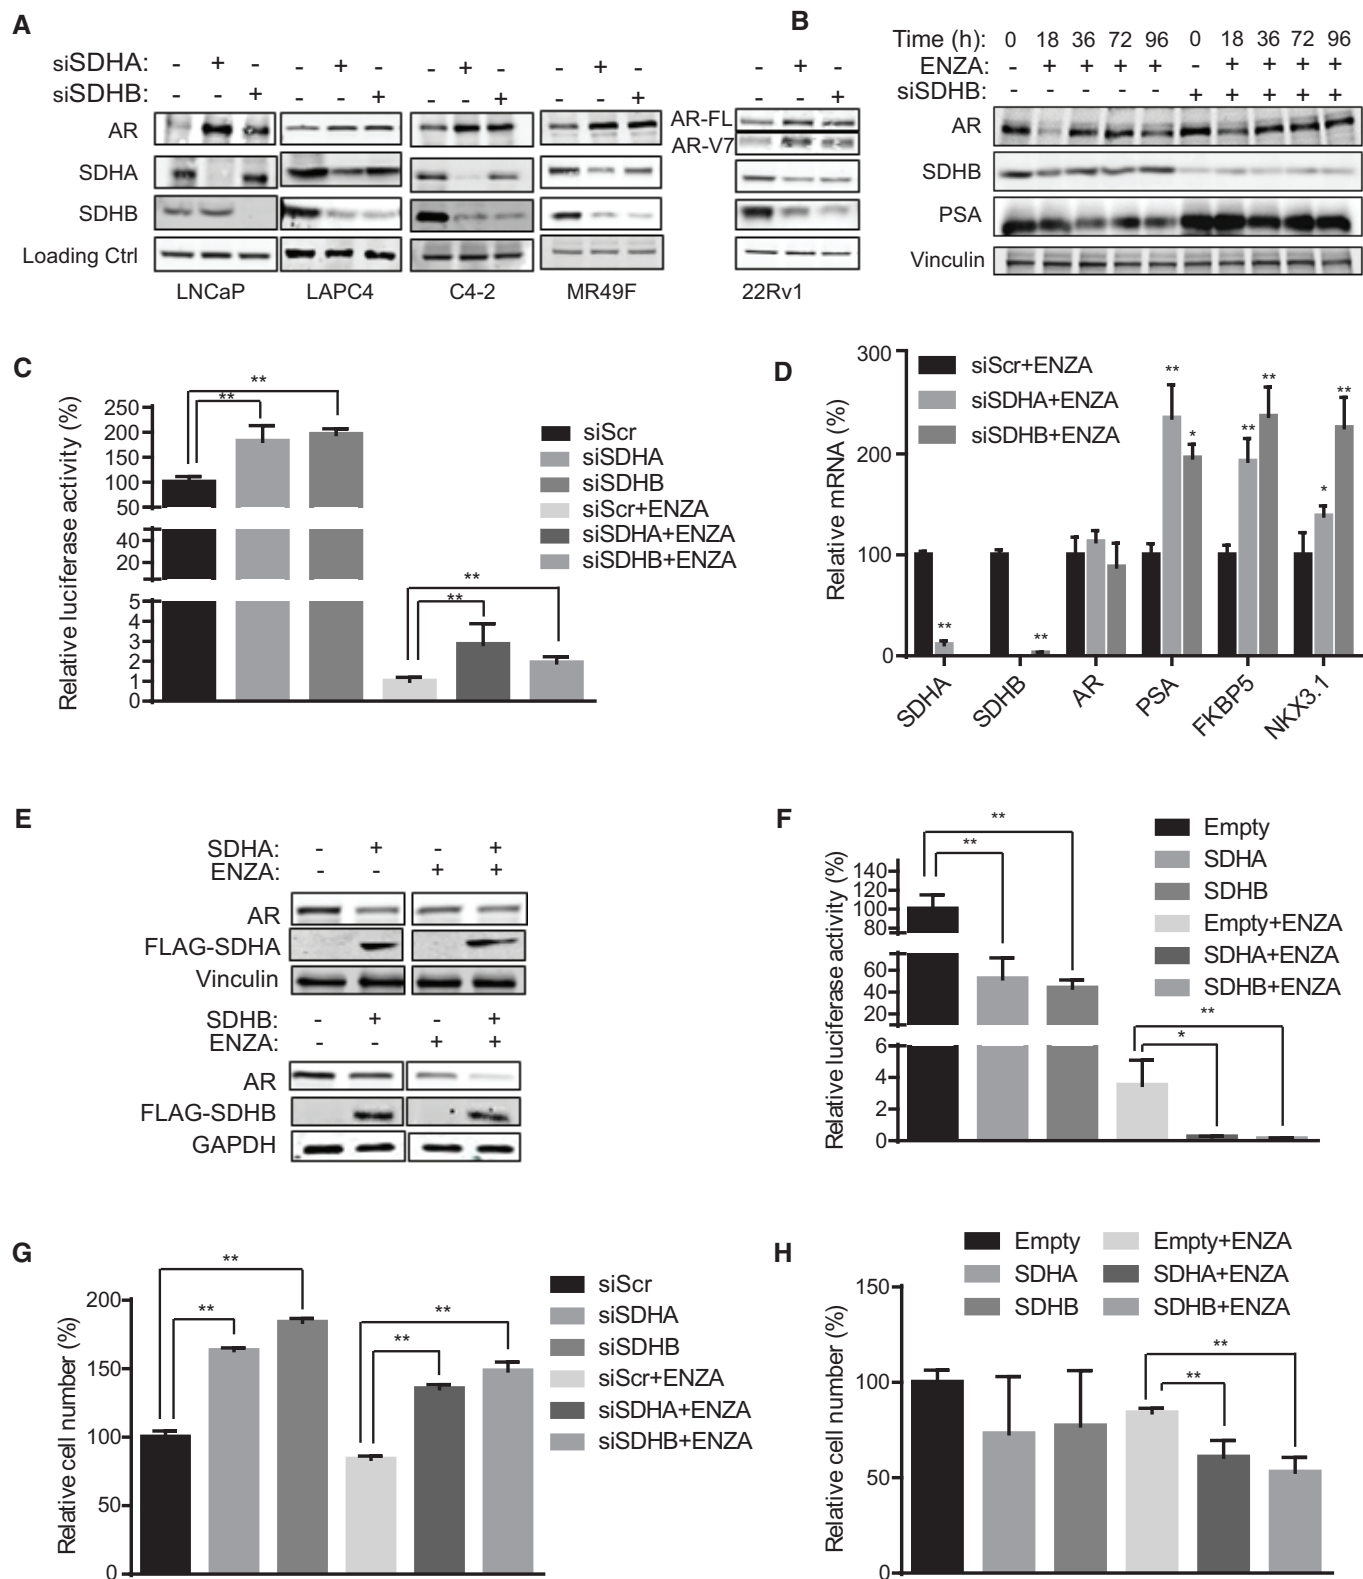 A
siSDHA: - + - - + - - + - - + - - + -
siSDHB: - - + - - + - - + - - + - - +
AR
AR-FL
AR-V7
SDHA
SDHB
Loading Ctrl
LNCaP LAPC4 C4-2 MR49F 22Rv1
B
Time (h): 0 18 36 72 96 0 18 36 72 96
ENZA: - + + + + - + + + +
siSDHB: - - - - - + + + + +
AR
SDHB
PSA
Vinculin
C
Relative luciferase activity (%)
250
200
150
100
50
40
20
5
4
3
2
1
0
** ** ** **
siScr
siSDHA
siSDHB
siScr+ENZA
siSDHA+ENZA
siSDHB+ENZA
D
Relative mRNA (%)
300
200
100
0
siScr+ENZA
siSDHA+ENZA
siSDHB+ENZA
** ** ** * ** ** * **
SDHA SDHB AR PSA FKBP5 NKX3.1
E
SDHA: - + - +
ENZA: - - + +
AR
FLAG-SDHA
Vinculin
SDHB: - + - +
ENZA: - - + +
AR
FLAG-SDHB
GAPDH
F
Relative luciferase activity (%)
140
120
100
80
60
40
20
6
4
2
0
** ** ** *
Empty
SDHA
SDHB
Empty+ENZA
SDHA+ENZA
SDHB+ENZA
G
Relative cell number (%)
200
150
100
50
0
** ** ** **
siScr
siSDHA
siSDHB
siScr+ENZA
siSDHA+ENZA
siSDHB+ENZA
H
Relative cell number (%)
150
100
50
0
Empty Empty+ENZA
SDHA SDHA+ENZA
SDHB SDHB+ENZA
** **